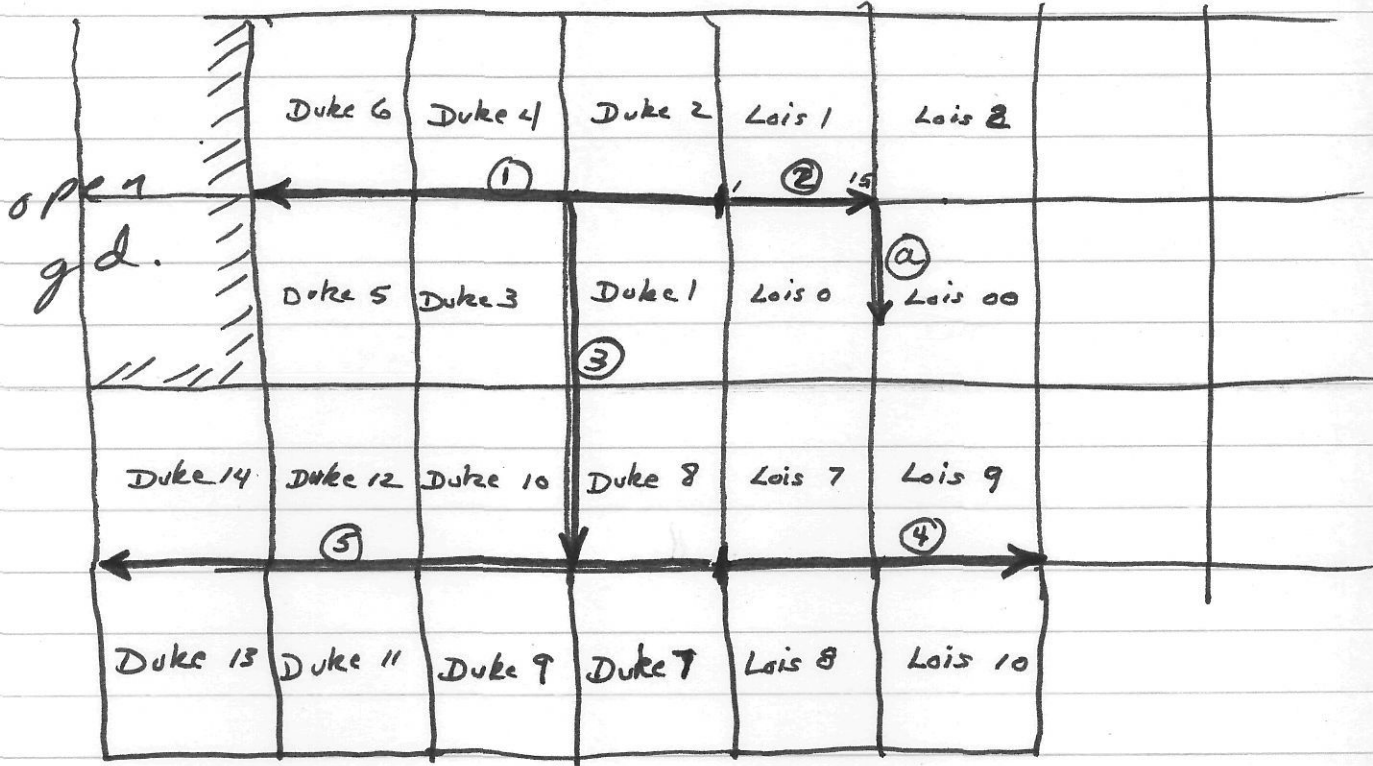 Duke 6 Duke 4 Duke 2 Lois 1 Lois 2
1 2 15
open
gd.
a
Duke 5 Duke 3 Duke 1 Lois 0 Lois 00
3
Duke 14 Duke 12 Duke 10 Duke 8 Lois 7 Lois 9
5 4
Duke 13 Duke 11 Duke 9 Duke 7 Lois 8 Lois 10